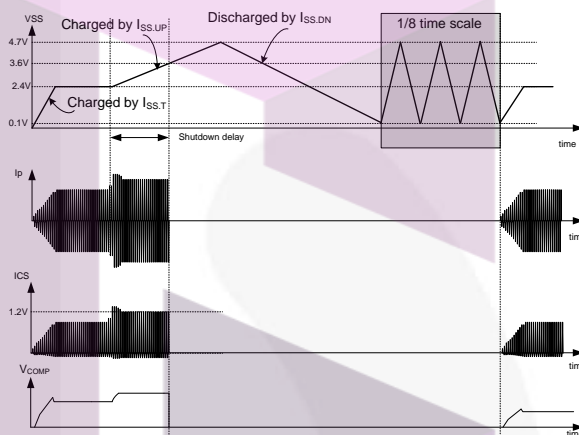 VSS
Charged by ISS.UP
Discharged by ISS.DN
1/8 time scale
4.7V
3.6V
2.4V
Charged by ISS.T
0.1V
Shutdown delay
time
Ip
tim
ICS
1.2V
tim
VCOMP
time